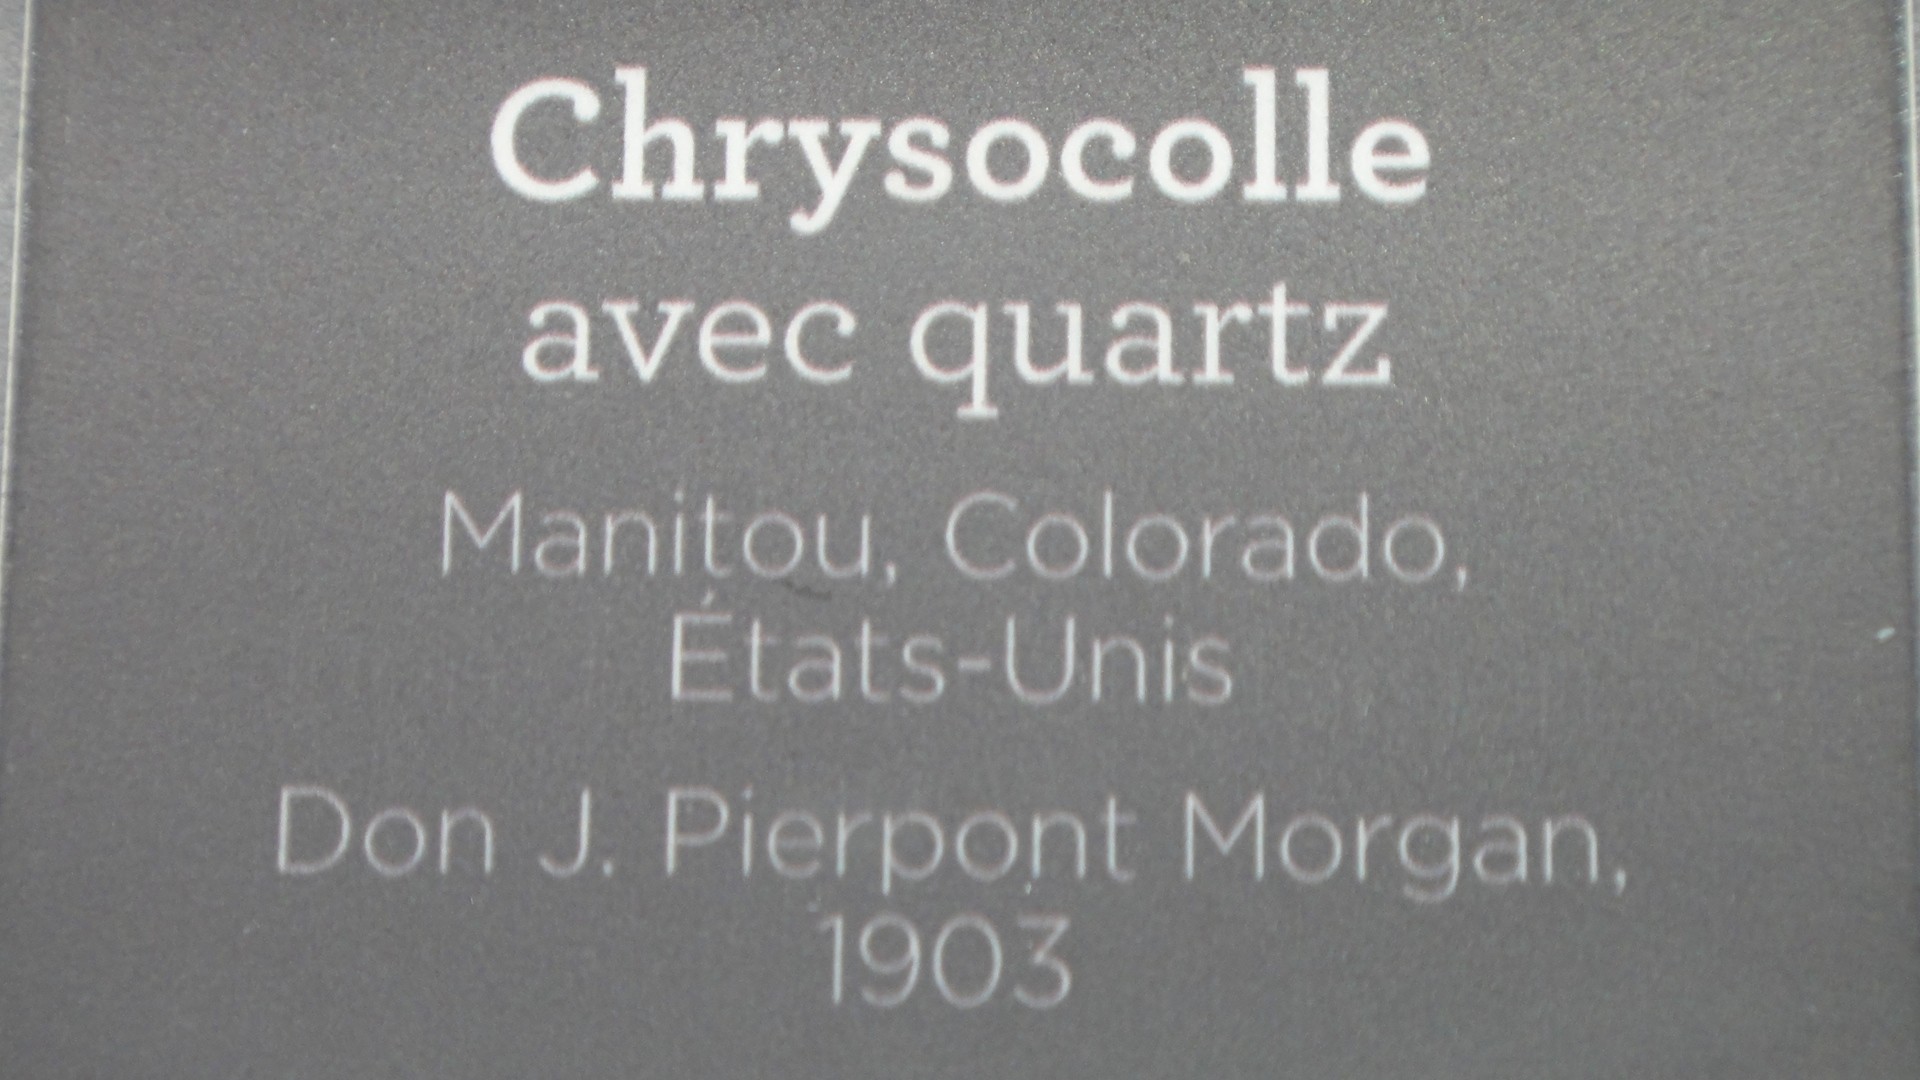 Chrysocolle
avec quartz
Manitou, Colorado,
États-Unis
Don J. Pierpont Morgan,
1903